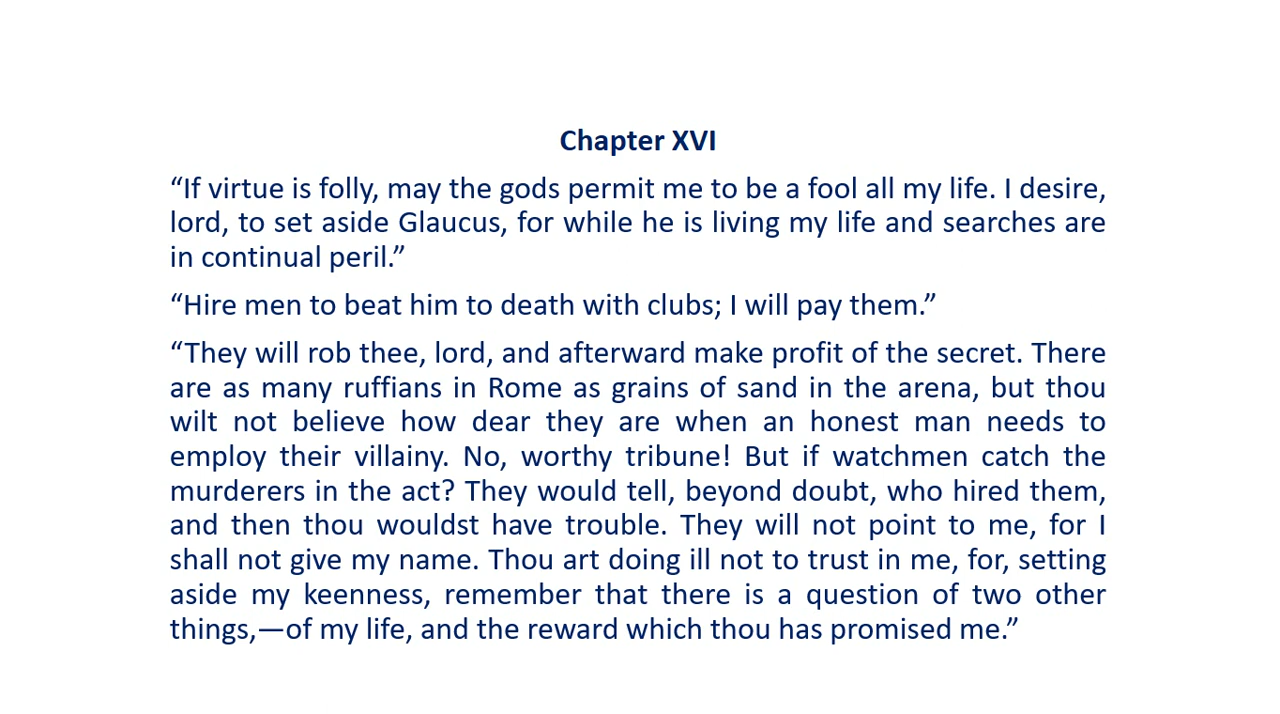 Chapter XVI
“If virtue is folly, may the gods permit me to be a fool all my life. I desire,
lord, to set aside Glaucus, for while he is living my life and searches are
in continual peril.”
“Hire men to beat him to death with clubs; I will pay them.”
“They will rob thee, lord, and afterward make profit of the secret. There
are as many ruffians in Rome as grains of sand in the arena, but thou
wilt not believe how dear they are when an honest man needs to
employ their villainy. No, worthy tribune! But if watchmen catch the
murderers in the act? They would tell, beyond doubt, who hired them,
and then thou wouldst have trouble. They will not point to me, for I
shall not give my name. Thou art doing ill not to trust in me, for, setting
aside my keenness, remember that there is a question of two other
things,—of my life, and the reward which thou has promised me.”